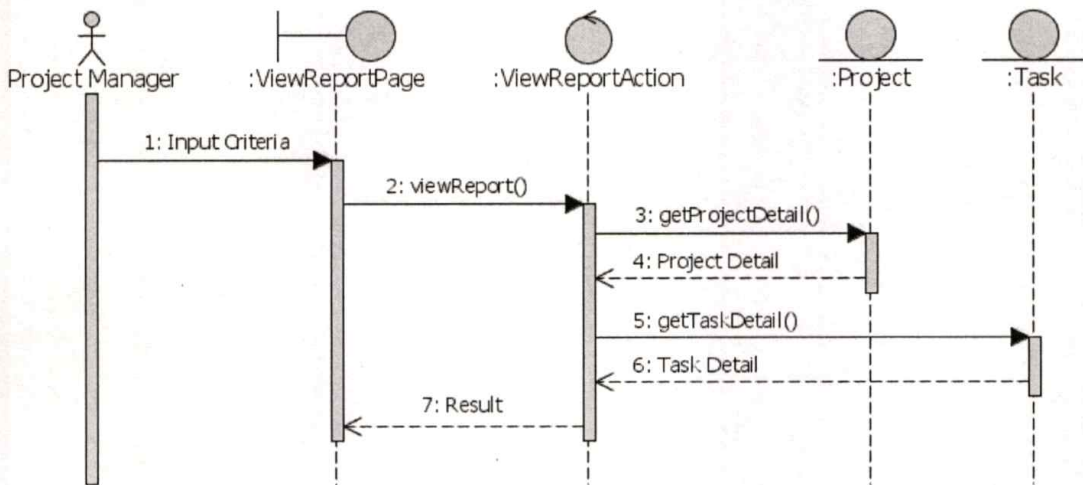 Project Manager
:ViewReportPage
:ViewReportAction
:Project
:Task
1: Input Criteria
2: viewReport()
3: getProjectDetail()
4: Project Detail
5: getTaskDetail()
6: Task Detail
7: Result